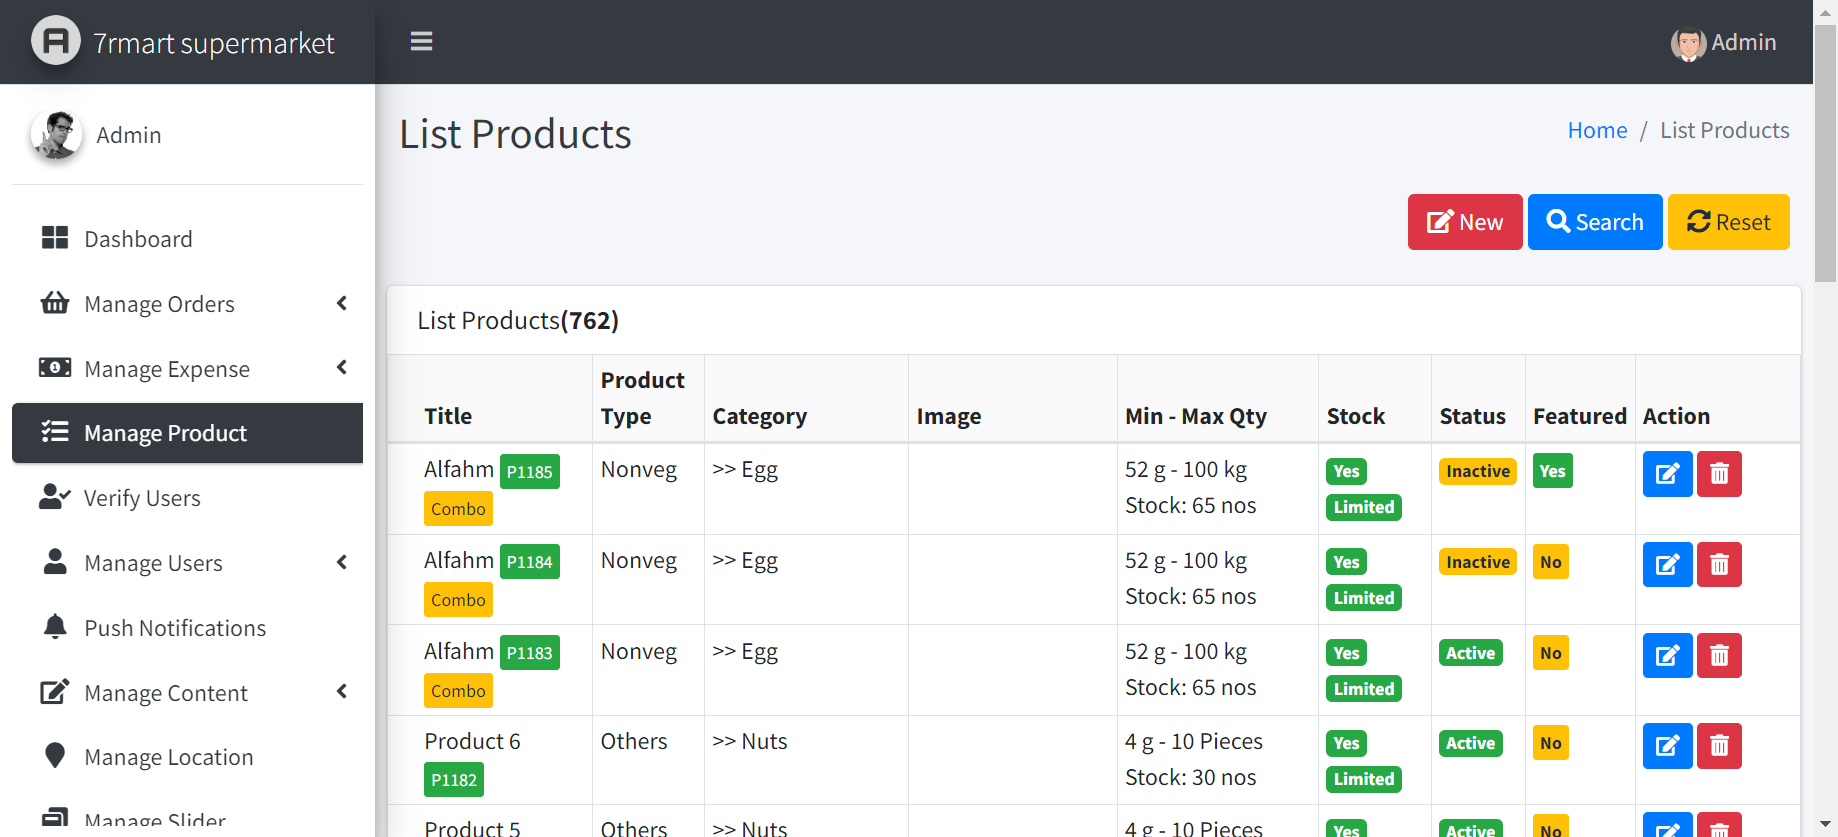 7rmart supermarket
Admin
Admin
List Products
Home / List Products
Dashboard
Manage Orders
Manage Expense
Manage Product
Verify Users
Manage Users
Push Notifications
Manage Content
Manage Location
Manage Slider
New
Search
Reset
List Products(762)
Title
Product
Type
Category
Image
Min - Max Qty
Stock
Status
Featured
Action
Alfahm P1185
Combo
Nonveg
>> Egg
52 g - 100 kg
Stock: 65 nos
Yes
Limited
Inactive
Yes
Alfahm P1184
Combo
Nonveg
>> Egg
52 g - 100 kg
Stock: 65 nos
Yes
Limited
Inactive
No
Alfahm P1183
Combo
Nonveg
>> Egg
52 g - 100 kg
Stock: 65 nos
Yes
Limited
Active
No
Product 6
P1182
Others
>> Nuts
4 g - 10 Pieces
Stock: 30 nos
Yes
Limited
Active
No
Product 5
Others
>> Nuts
4 g - 10 Pieces
Yes
Active
No